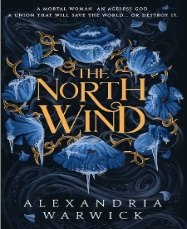 A MORTAL WOMAN. AN AGELESS GOD.
A UNION THAT WILL SAVE THE WORLD... OR DESTROY IT.
THE
NORTH
WIND
ALEXANDRIA
WARWICK